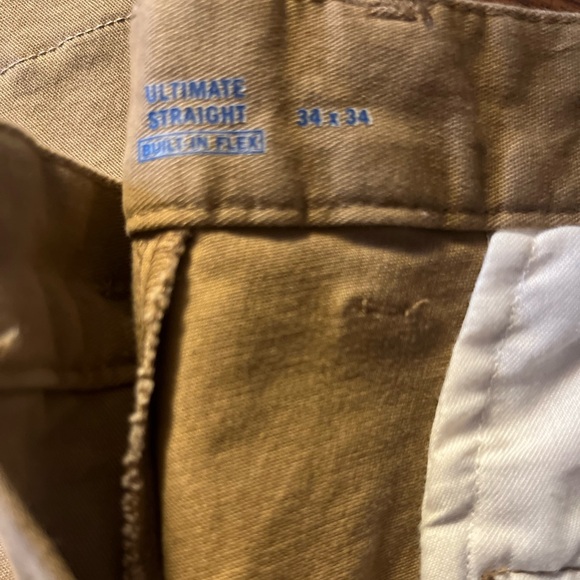 ULTIMATE
STRAIGHT 34 x 34
BUILT-IN FLEX